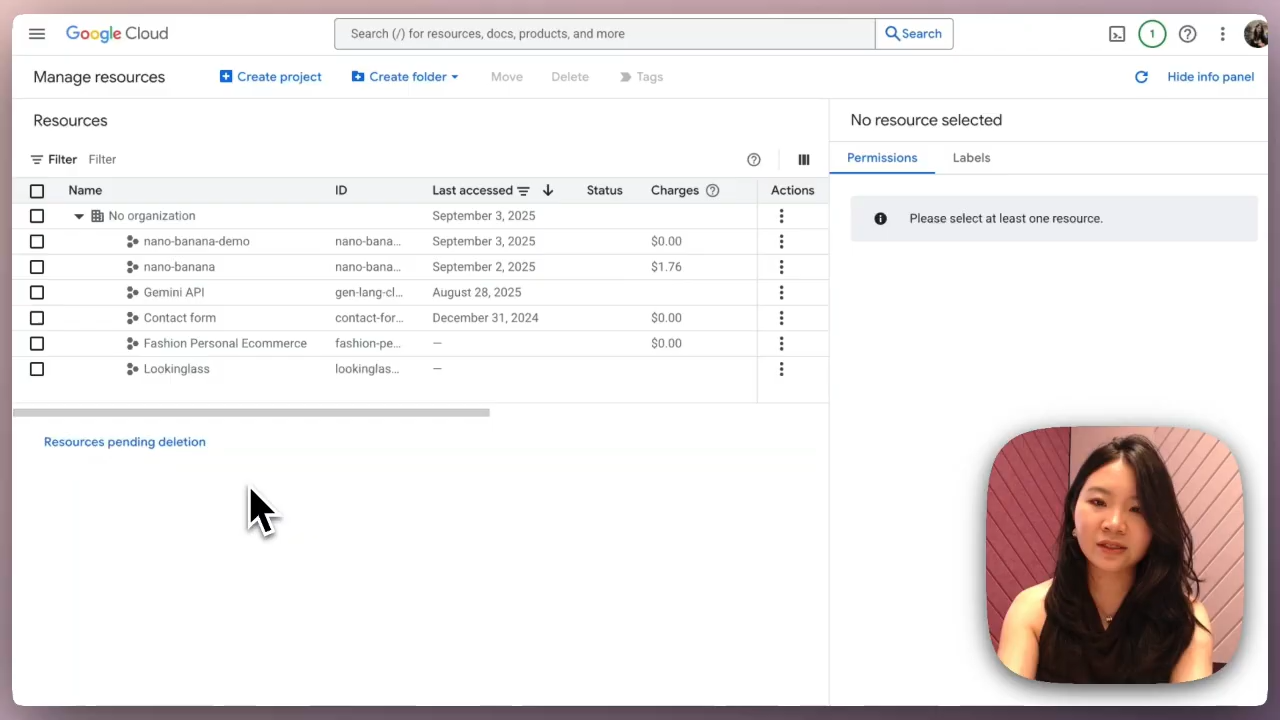 Google Cloud
Search (/) for resources, docs, products, and more
Search
1
Manage resources
Create project
Create folder
Move
Delete
Tags
Hide info panel
Resources
No resource selected
Filter Filter
Permissions
Labels
Name ID Last accessed Status Charges Actions
No organization September 3, 2025
Please select at least one resource.
nano-banana-demo nano-bana... September 3, 2025 $0.00
nano-banana nano-bana... September 2, 2025 $1.76
Gemini API gen-lang-cl... August 28, 2025
Contact form contact-for... December 31, 2024 $0.00
Fashion Personal Ecommerce fashion-pe... — $0.00
Lookinglass lookinglas... —
Resources pending deletion